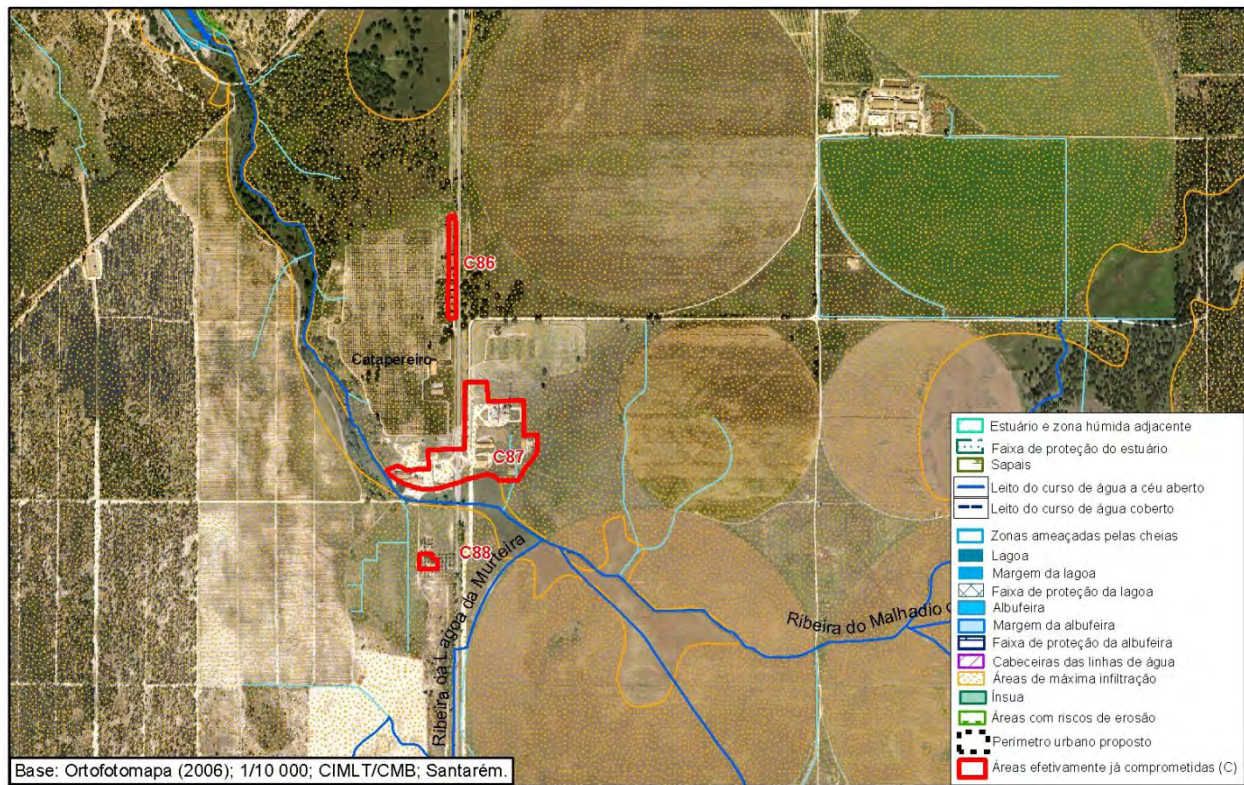 C86
Catapereiro
C87
C88
Ribeira da Lagoa da Murteira
Ribeira do Malhadio d
Estuário e zona húmida adjacente
Faixa de proteção do estuário
Sapais
Leito do curso de água a céu aberto
Leito do curso de água coberto
Zonas ameaçadas pelas cheias
Lagoa
Margem da lagoa
Faixa de proteção da lagoa
Albufeira
Margem da albufeira
Faixa de proteção da albufeira
Cabeceiras das linhas de água
Áreas de máxima infiltração
Ínsua
Áreas com riscos de erosão
Perímetro urbano proposto
Áreas efetivamente já comprometidas (C)
Base: Ortofotomapa (2006); 1/10 000; CIMLT/CMB; Santarém.